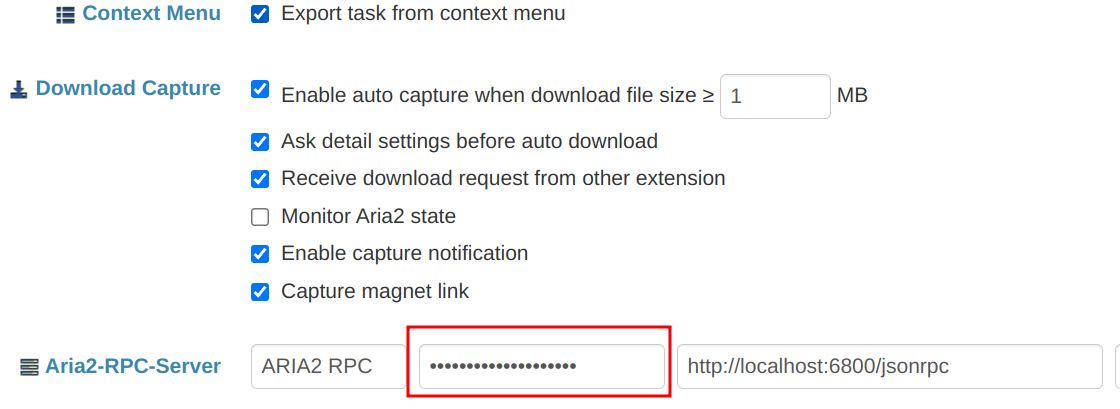 Context Menu Export task from context menu
Download Capture Enable auto capture when download file size ≥ 1 MB
Ask detail settings before auto download
Receive download request from other extension
Monitor Aria2 state
Enable capture notification
Capture magnet link
Aria2-RPC-Server ARIA2 RPC •••••••••••••••••••• http://localhost:6800/jsonrpc